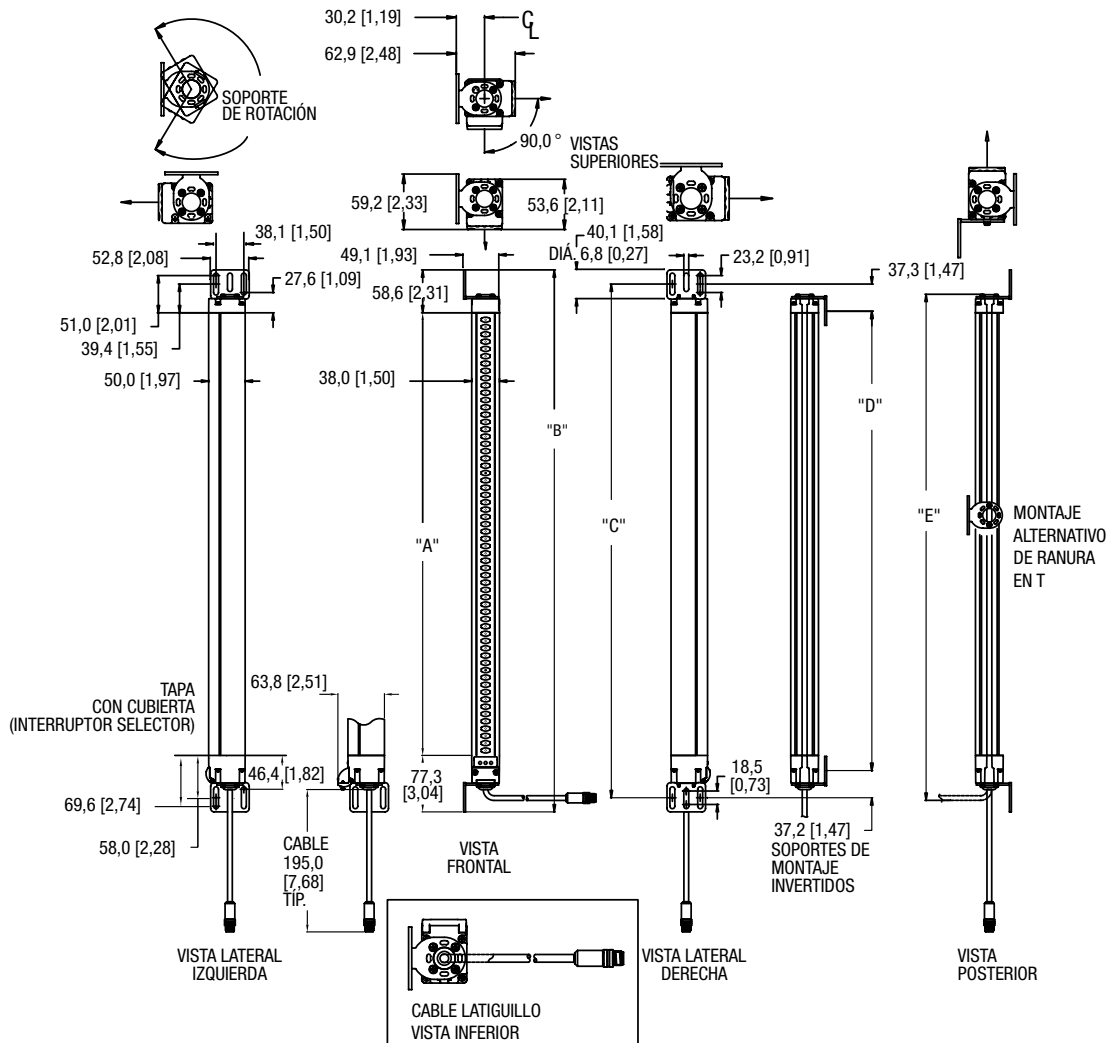 30,2 [1,19]
CL
62,9 [2,48]
SOPORTE
DE ROTACIÓN
90,0 °
VISTAS
SUPERIORES
59,2 [2,33]
53,6 [2,11]
38,1 [1,50]
52,8 [2,08]
27,6 [1,09]
51,0 [2,01]
39,4 [1,55]
50,0 [1,97]
49,1 [1,93]
58,6 [2,31]
38,0 [1,50]
40,1 [1,58]
DIÁ. 6,8 [0,27]
23,2 [0,91]
37,3 [1,47]
"A"
"B"
"C"
"D"
"E"
MONTAJE
ALTERNATIVO
DE RANURA
EN T
TAPA
CON CUBIERTA
(INTERRUPTOR SELECTOR)
63,8 [2,51]
46,4 [1,82]
69,6 [2,74]
58,0 [2,28]
77,3
[3,04]
18,5
[0,73]
CABLE
195,0
[7,68]
TÍP.
VISTA
FRONTAL
37,2 [1,47]
SOPORTES DE
MONTAJE
INVERTIDOS
VISTA LATERAL
IZQUIERDA
VISTA LATERAL
DERECHA
VISTA
POSTERIOR
CABLE LATIGUILLO
VISTA INFERIOR